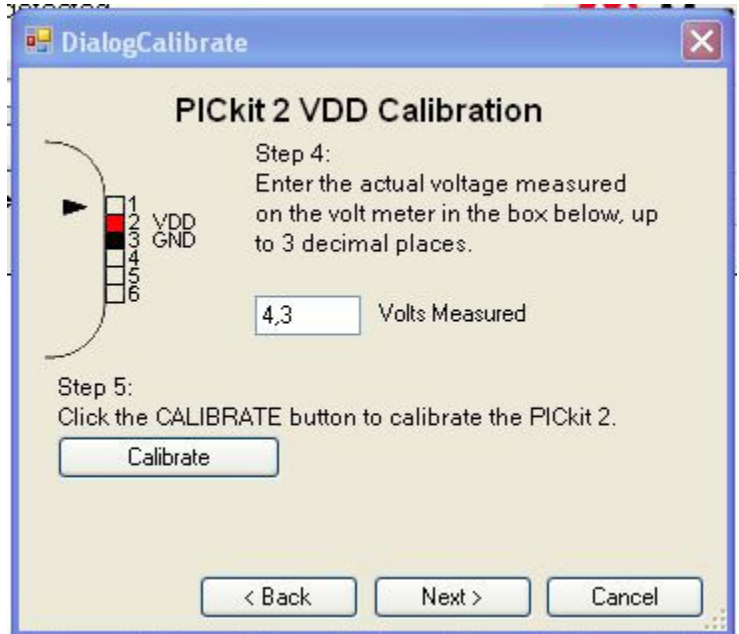 DialogCalibrate
PICkit 2 VDD Calibration
Step 4:
Enter the actual voltage measured
on the volt meter in the box below, up
to 3 decimal places.
1
2 VDD
3 GND
4
5
6
4,3 Volts Measured
Step 5:
Click the CALIBRATE button to calibrate the PICkit 2.
Calibrate
< Back Next > Cancel